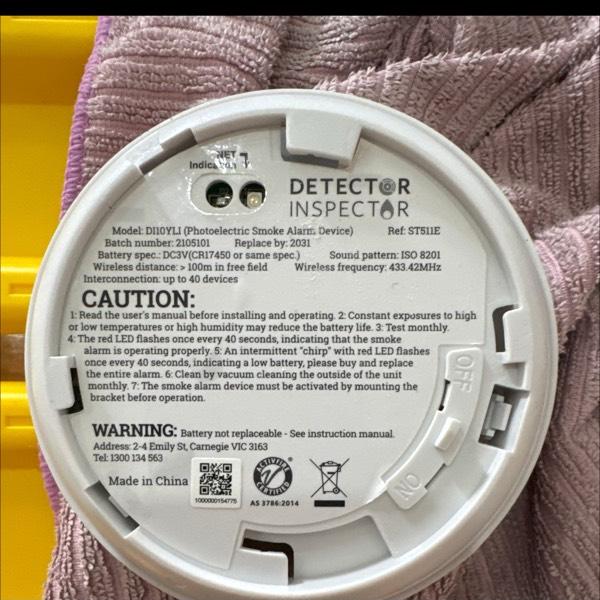 NET
Indication
DETECTOR
INSPECTOR
Model: DI10YLI (Photoelectric Smoke Alarm Device) Ref: ST511E
Batch number: 2105101 Replace by: 2031
Battery spec.: DC3V(CR17450 or same spec.) Sound pattern: ISO 8201
Wireless distance: > 100m in free field Wireless frequency: 433.42MHz
Interconnection: up to 40 devices
CAUTION:
1: Read the user's manual before installing and operating. 2: Constant exposures to high
or low temperatures or high humidity may reduce the battery life. 3: Test monthly.
4: The red LED flashes once every 40 seconds, indicating that the smoke
alarm is operating properly. 5: An intermittent "chirp" with red LED flashes
once every 40 seconds, indicating a low battery, please buy and replace
the entire alarm. 6: Clean by vacuum cleaning the outside of the unit
monthly. 7: The smoke alarm device must be activated by mounting the
bracket before operation.
OFF
WARNING: Battery not replaceable - See instruction manual.
Address: 2-4 Emily St, Carnegie VIC 3163
Tel: 1300 134 563
ON
Made in China
1000000154775
ACTIVFIRE
CERTIFIED
AS 3786:2014